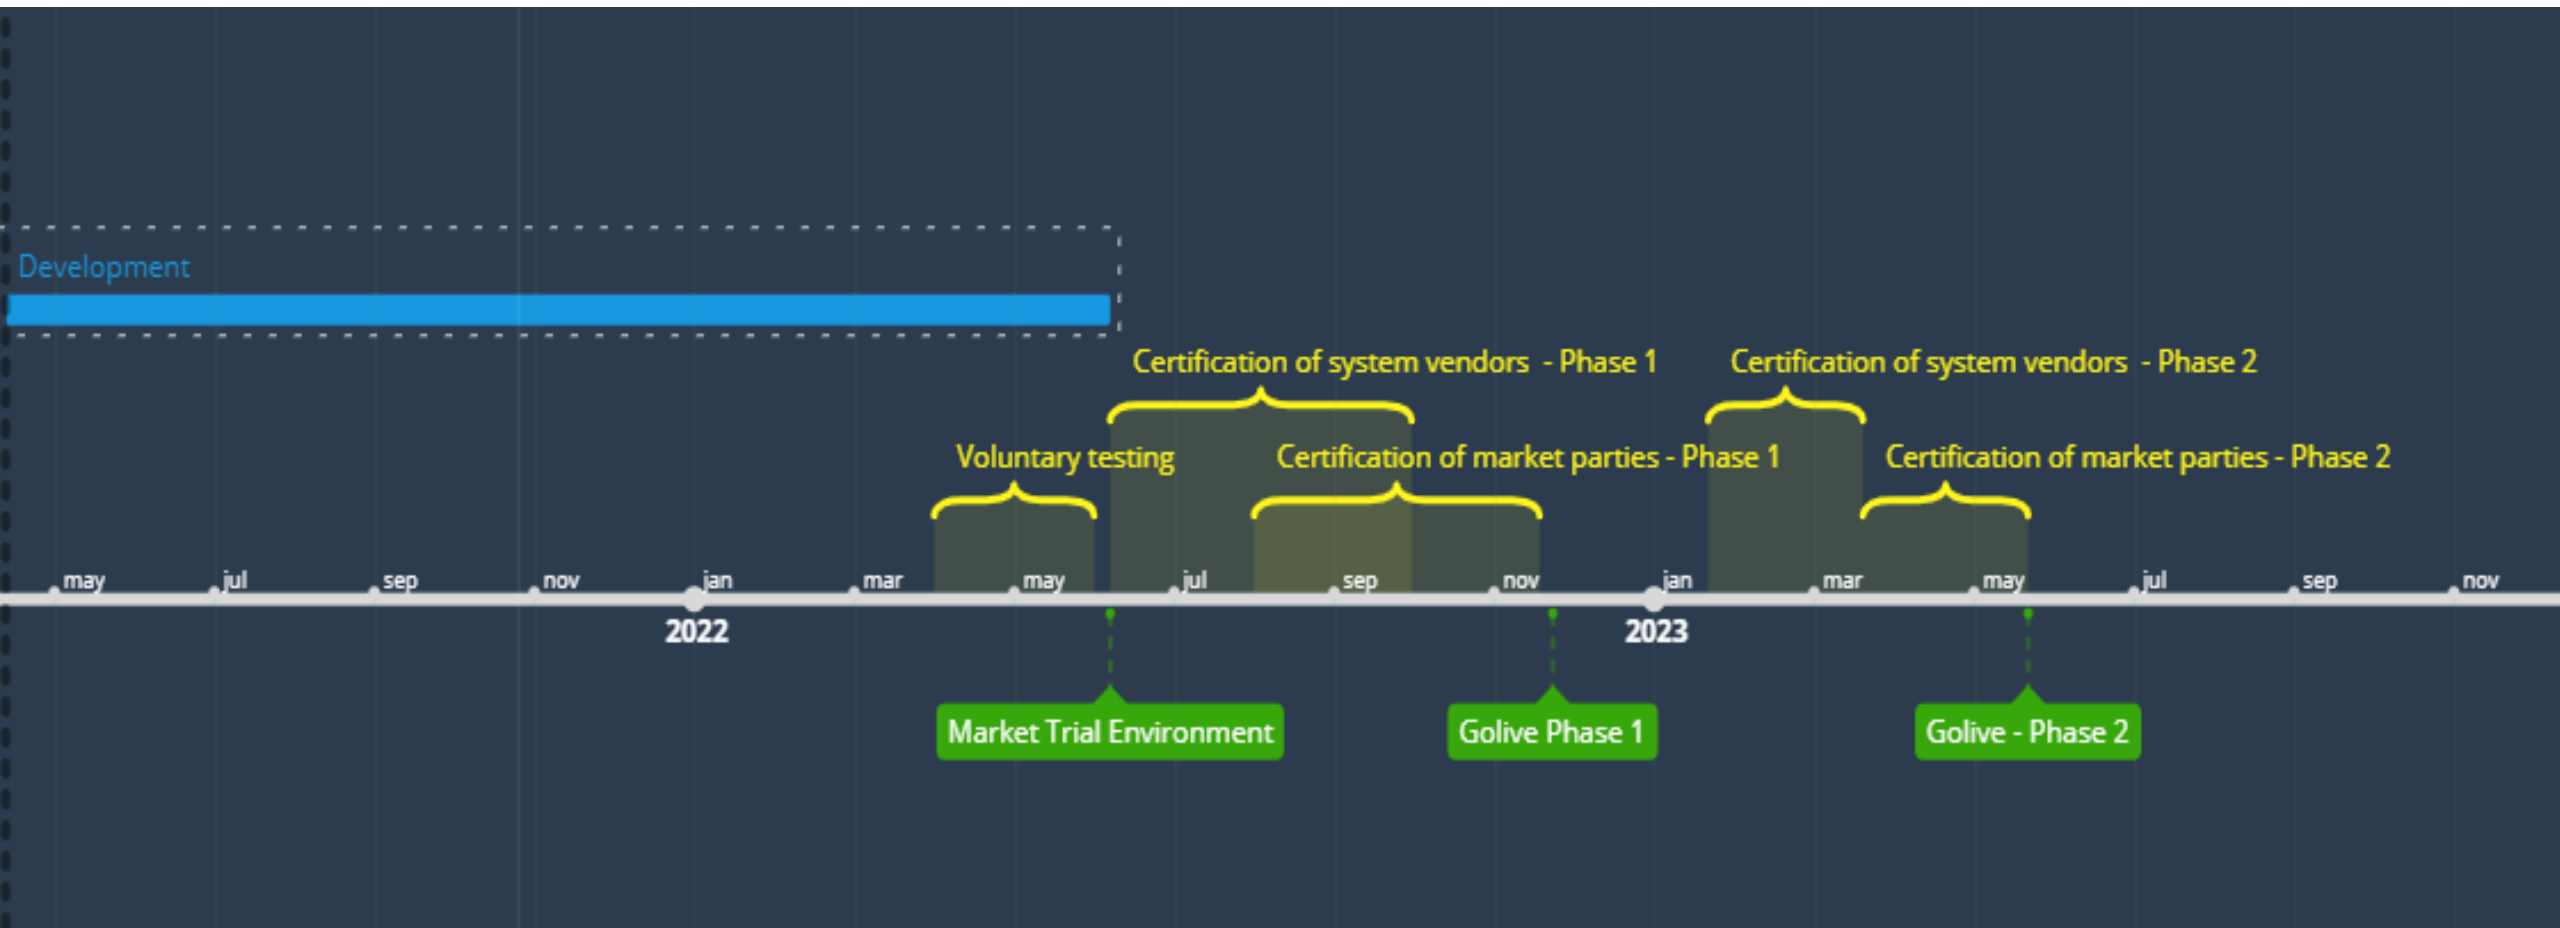 Development
Certification of system vendors - Phase 1
Certification of system vendors - Phase 2
Voluntary testing
Certification of market parties - Phase 1
Certification of market parties - Phase 2
may jul sep nov jan mar may jul sep nov jan mar may jul sep nov
2022 2023
Market Trial Environment
Golive Phase 1
Golive - Phase 2